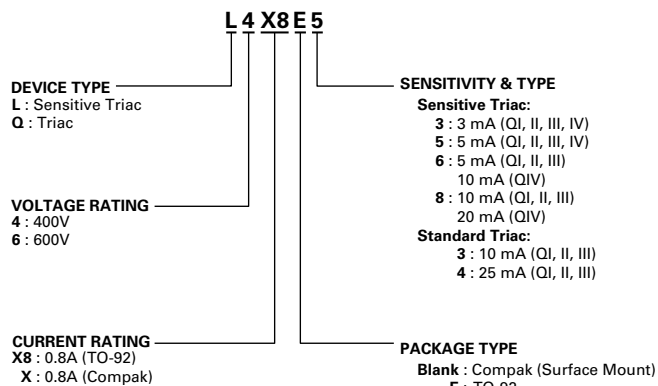 L 4 X8 E 5
DEVICE TYPE
L : Sensitive Triac
Q : Triac
VOLTAGE RATING
4 : 400V
6 : 600V
CURRENT RATING
X8 : 0.8A (TO-92)
X : 0.8A (Compak)
SENSITIVITY & TYPE
Sensitive Triac:
3 : 3 mA (QI, II, III, IV)
5 : 5 mA (QI, II, III, IV)
6 : 5 mA (QI, II, III)
10 mA (QIV)
8 : 10 mA (QI, II, III)
20 mA (QIV)
Standard Triac:
3 : 10 mA (QI, II, III)
4 : 25 mA (QI, II, III)
PACKAGE TYPE
Blank : Compak (Surface Mount)
E : TO-92